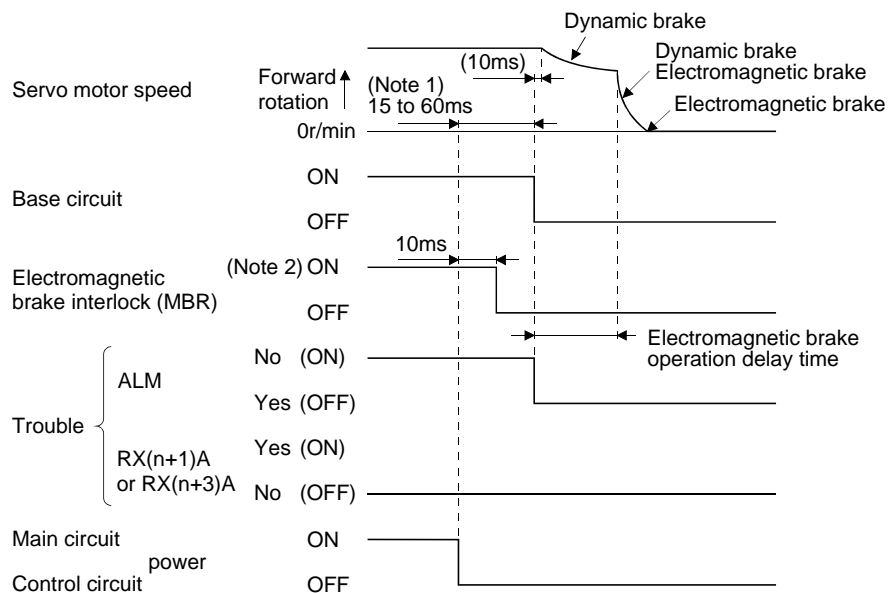 Dynamic brake
Dynamic brake
Electromagnetic brake
Electromagnetic brake
(10ms)
Servo motor speed
Forward
rotation
(Note 1)
15 to 60ms
0r/min
Base circuit
ON
OFF
10ms
Electromagnetic
brake interlock (MBR)
(Note 2) ON
OFF
Electromagnetic brake
operation delay time
Trouble
ALM
No (ON)
Yes (OFF)
RX(n+1)A
or RX(n+3)A
Yes (ON)
No (OFF)
Main circuit
power
Control circuit
ON
OFF